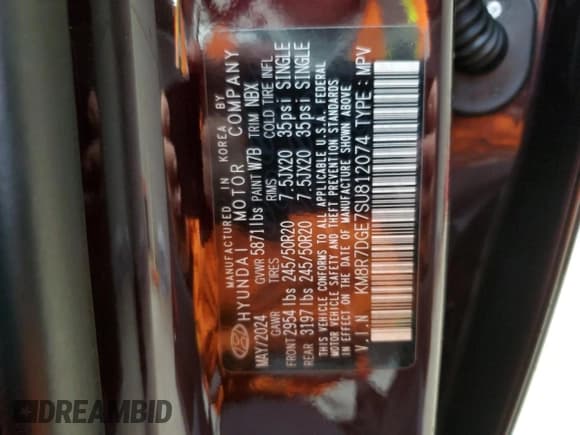 MANUFACTURED IN KOREA BY
HYUNDAI MOTOR COMPANY
MAY/2024 GVWR 5871lbs PAINT W7B TRIM NBX
GAWR TIRES RIMS COLD TIRE INFL
FRONT 2954 lbs 245/50R20 7.5JX20 35psi SINGLE
REAR 3197 lbs 245/50R20 7.5JX20 35psi SINGLE
THIS VEHICLE CONFORMS TO ALL APPLICABLE U.S.A. FEDERAL
MOTOR VEHICLE SAFETY AND THEFT PREVENTION STANDARDS
IN EFFECT ON THE DATE OF MANUFACTURE SHOWN ABOVE
V.I.N KM8R7DGE7SU812074 TYPE : MPV
DREAMBID